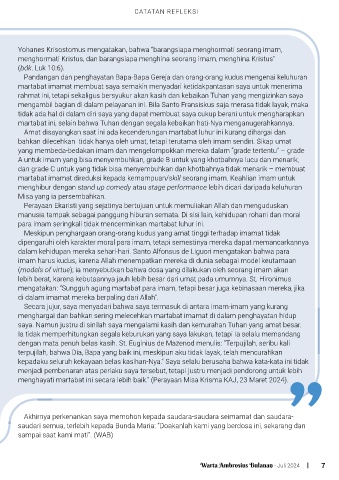 CATATAN REFLEKSI
Yohanes Krisostomus mengatakan, bahwa "barangsiapa menghormati seorang imam,
menghormati Kristus, dan barangsiapa menghina seorang imam, menghina Kristus"
(bdk. Luk 10:6).
Pandangan dan penghayatan Bapa-Bapa Gereja dan orang-orang kudus mengenai keluhuran
martabat imamat membuat saya semakin menyadari ketidakpantasan saya untuk menerima
rahmat ini, tetapi sekaligus bersyukur akan kasih dan kebaikan Tuhan yang mengizinkan saya
mengambil bagian di dalam pelayanan ini. Bila Santo Fransiskus saja merasa tidak layak, maka
tidak ada hal di dalam diri saya yang dapat membuat saya cukup berani untuk mengharapkan
martabat ini, selain bahwa Tuhan dengan segala kebaikan hati-Nya menganugerahkannya.
Amat disayangkan saat ini ada kecenderungan martabat luhur ini kurang dihargai dan
bahkan dilecehkan tidak hanya oleh umat, tetapi terutama oleh imam sendiri. Sikap umat
yang membeda-bedakan imam dan mengelompokkan mereka dalam "grade tertentu" – grade
A untuk imam yang bisa menyembuhkan, grade B untuk yang khotbahnya lucu dan menarik,
dan grade C untuk yang tidak bisa menyembuhkan dan khotbahnya tidak menarik – membuat
martabat imamat direduksi kepada kemampuan/skill seorang imam. Keahlian imam untuk
menghibur dengan stand up comedy atau stage performance lebih dicari daripada keluhuran
Misa yang ia persembahkan.
Perayaan Ekaristi yang sejatinya bertujuan untuk memuliakan Allah dan menguduskan
manusia tampak sebagai panggung hiburan semata. Di sisi lain, kehidupan rohani dan moral
para imam seringkali tidak mencerminkan martabat luhur ini.
Meskipun penghargaan orang-orang kudus yang amat tinggi terhadap imamat tidak
dipengaruhi oleh karakter moral para imam, tetapi semestinya mereka dapat memancarkannya
dalam kehidupan mereka sehari-hari. Santo Alfonsus de Liguori mengatakan bahwa para
imam harus kudus, karena Allah menempatkan mereka di dunia sebagai model keutamaan
(models of virtue); ia menyebutkan bahwa dosa yang dilakukan oleh seorang imam akan
lebih berat, karena kebutaannya jauh lebih besar dari umat pada umumnya. St. Hironimus
mengatakan: "Sungguh agung martabat para imam, tetapi besar juga kebinasaan mereka, jika
di dalam imamat mereka berpaling dari Allah".
Secara jujur, saya menyadari bahwa saya termasuk di antara imam-imam yang kurang
menghargai dan bahkan sering melecehkan martabat imamat di dalam penghayatan hidup
saya. Namun justru di sinilah saya mengalami kasih dan kemurahan Tuhan yang amat besar.
Ia tidak memperhitungkan segala keburukan yang saya lakukan, tetapi Ia selalu memandang
dengan mata penuh belas kasih. St. Euginius de Mazenod menulis: "Terpujilah, seribu kali
terpujilah, bahwa Dia, Bapa yang baik ini, meskipun aku tidak layak, telah mencurahkan
kepadaku seluruh kekayaan belas kasihan-Nya." Saya selalu berusaha bahwa kata-kata ini tidak
menjadi pembenaran atas perilaku saya tersebut, tetapi justru menjadi pendorong untuk lebih
menghayati martabat ini secara lebih baik." (Perayaan Misa Krisma KAJ, 23 Maret 2024).
Akhirnya perkenankan saya memohon kepada saudara-saudara seimamat dan saudara-
saudari semua, terlebih kepada Bunda Maria: "Doakanlah kami yang berdosa ini, sekarang dan
sampai saat kami mati". (WAB)
Warta Ambrosius Bulanan - Juli 2024 | 7